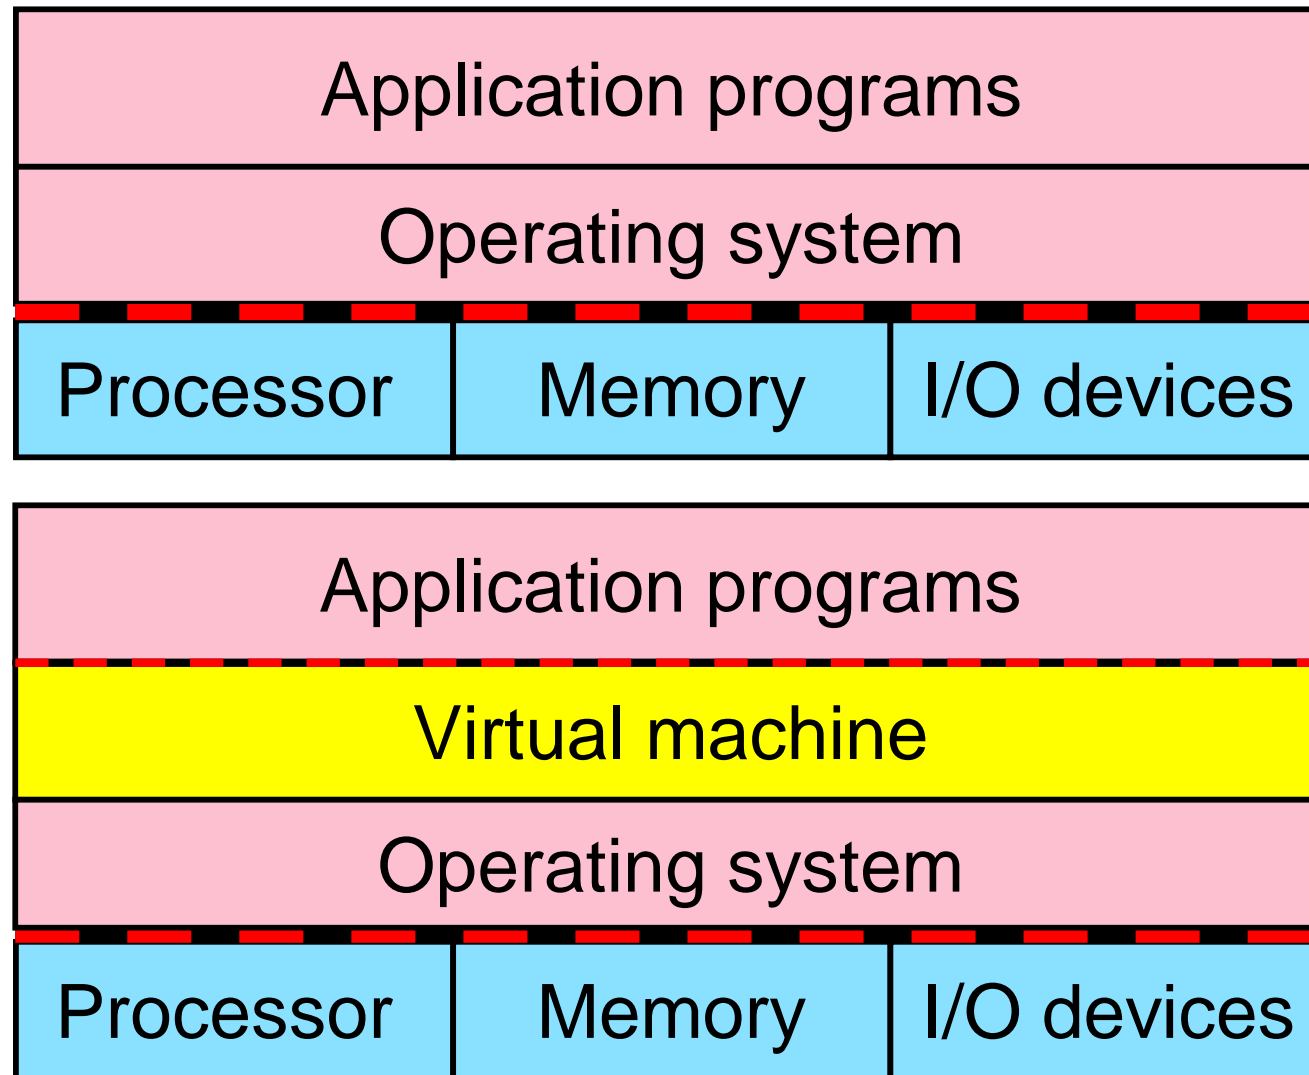 Application programs
Operating system
Processor Memory I/O devices
Application programs
Virtual machine
Operating system
Processor Memory I/O devices